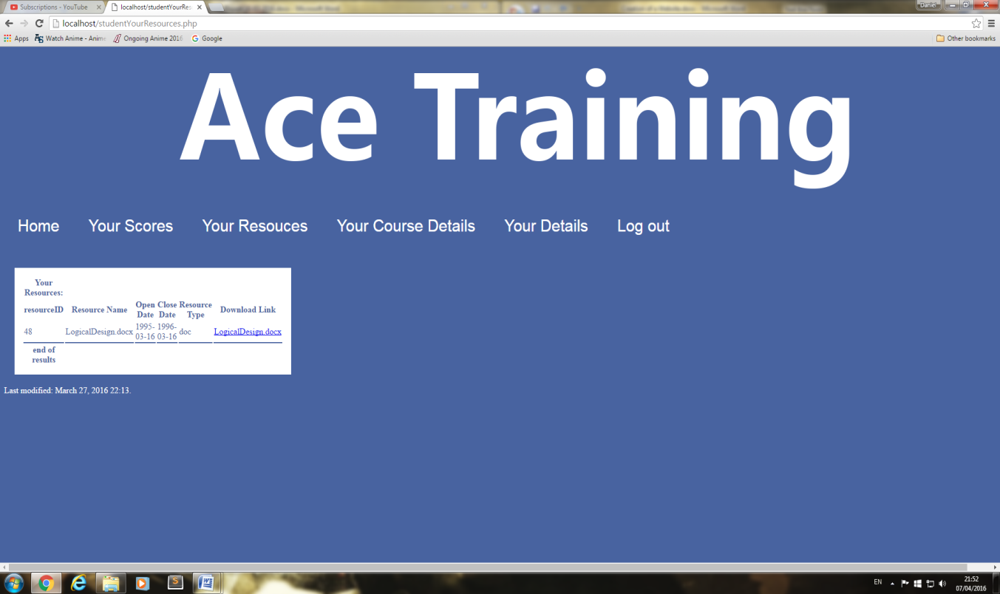 Subscriptions - YouTube
localhost/studentYourRes
Daniel
localhost/studentYourResources.php
Apps
Watch Anime - Anime
Ongoing Anime 2016
Google
Other bookmarks
Ace Training
Home
Your Scores
Your Resouces
Your Course Details
Your Details
Log out
Your
Resources:
resourceID
Resource Name
Open
Date
Close
Date
Resource
Type
Download Link
48
LogicalDesign.docx
1995-
03-16
1996-
03-16
doc
LogicalDesign.docx
end of
results
Last modified: March 27, 2016 22:13.
EN
21:52
07/04/2016